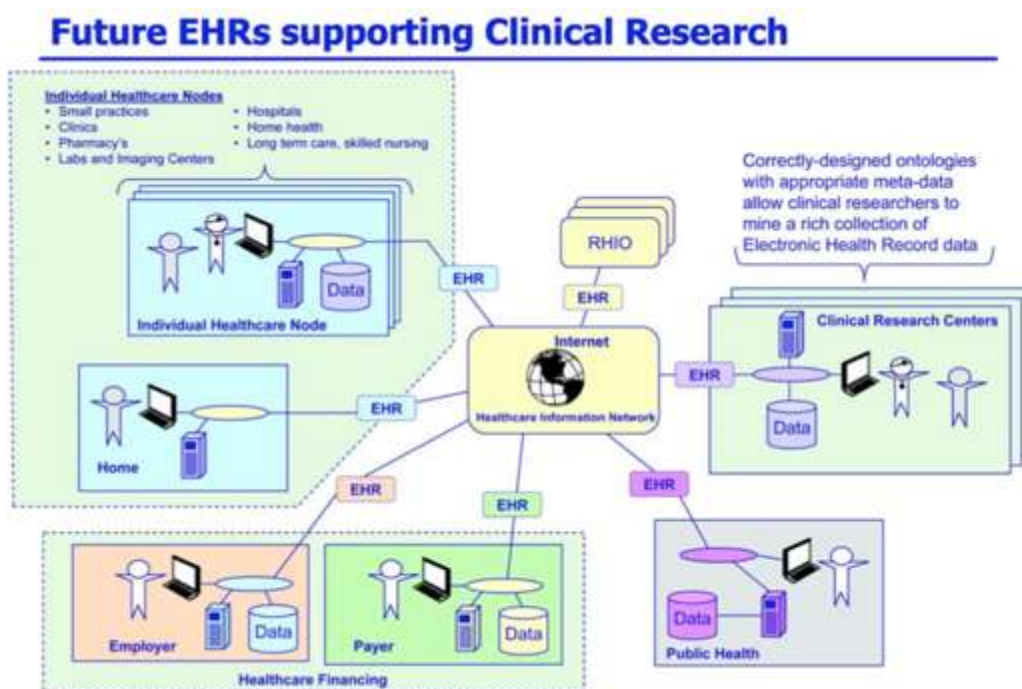 Future EHRs supporting Clinical Research
Individual Healthcare Nodes
• Small practices
• Clinics
• Pharmacy's
• Labs and Imaging Centers
• Hospitals
• Home health
• Long term care, skilled nursing
Correctly-designed ontologies
with appropriate meta-data
allow clinical researchers to
mine a rich collection of
Electronic Health Record data
RHIO
Data
EHR
EHR
Individual Healthcare Node
Clinical Research Centers
Internet
EHR
Healthcare Information Network
EHR
Data
Home
EHR
EHR
EHR
Data
Data
Data
Employer
Payer
Public Health
Healthcare Financing